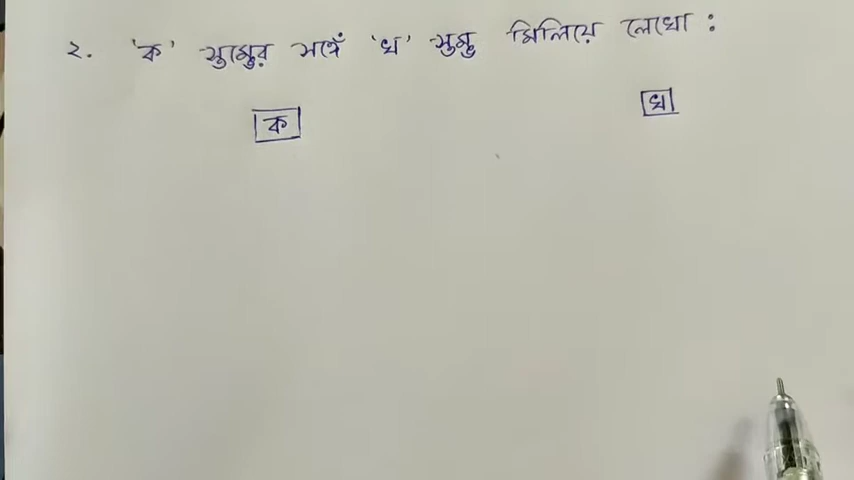 ২. 'ক' স্তম্ভের সঙ্গে 'খ' স্তম্ভ মিলিয়ে লেখো :
ক খ